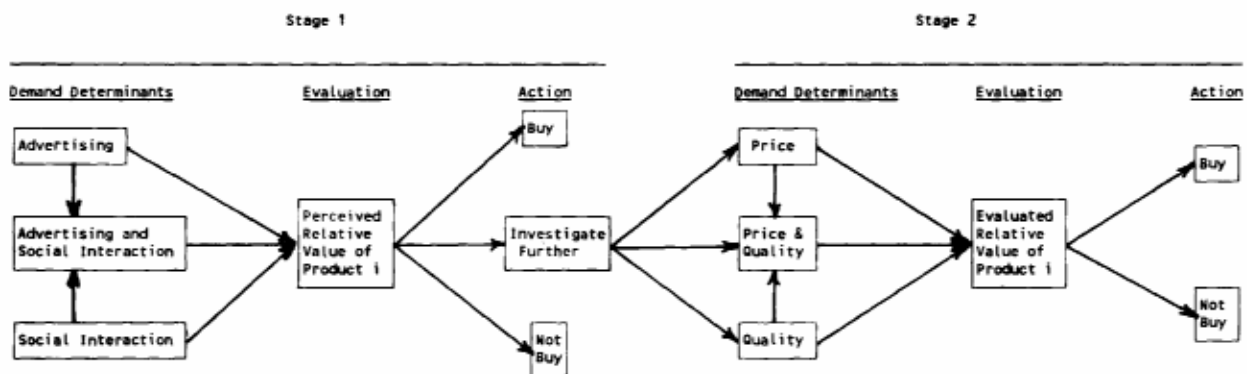 Stage 1
Stage 2
Demand Determinants
Evaluation
Action
Demand Determinants
Evaluation
Action
Advertising
Advertising and
Social Interaction
Social Interaction
Perceived
Relative
Value of
Product i
Buy
Investigate
Further
Not
Buy
Price
Price &
Quality
Quality
Evaluated
Relative
Value of
Product i
Buy
Not
Buy